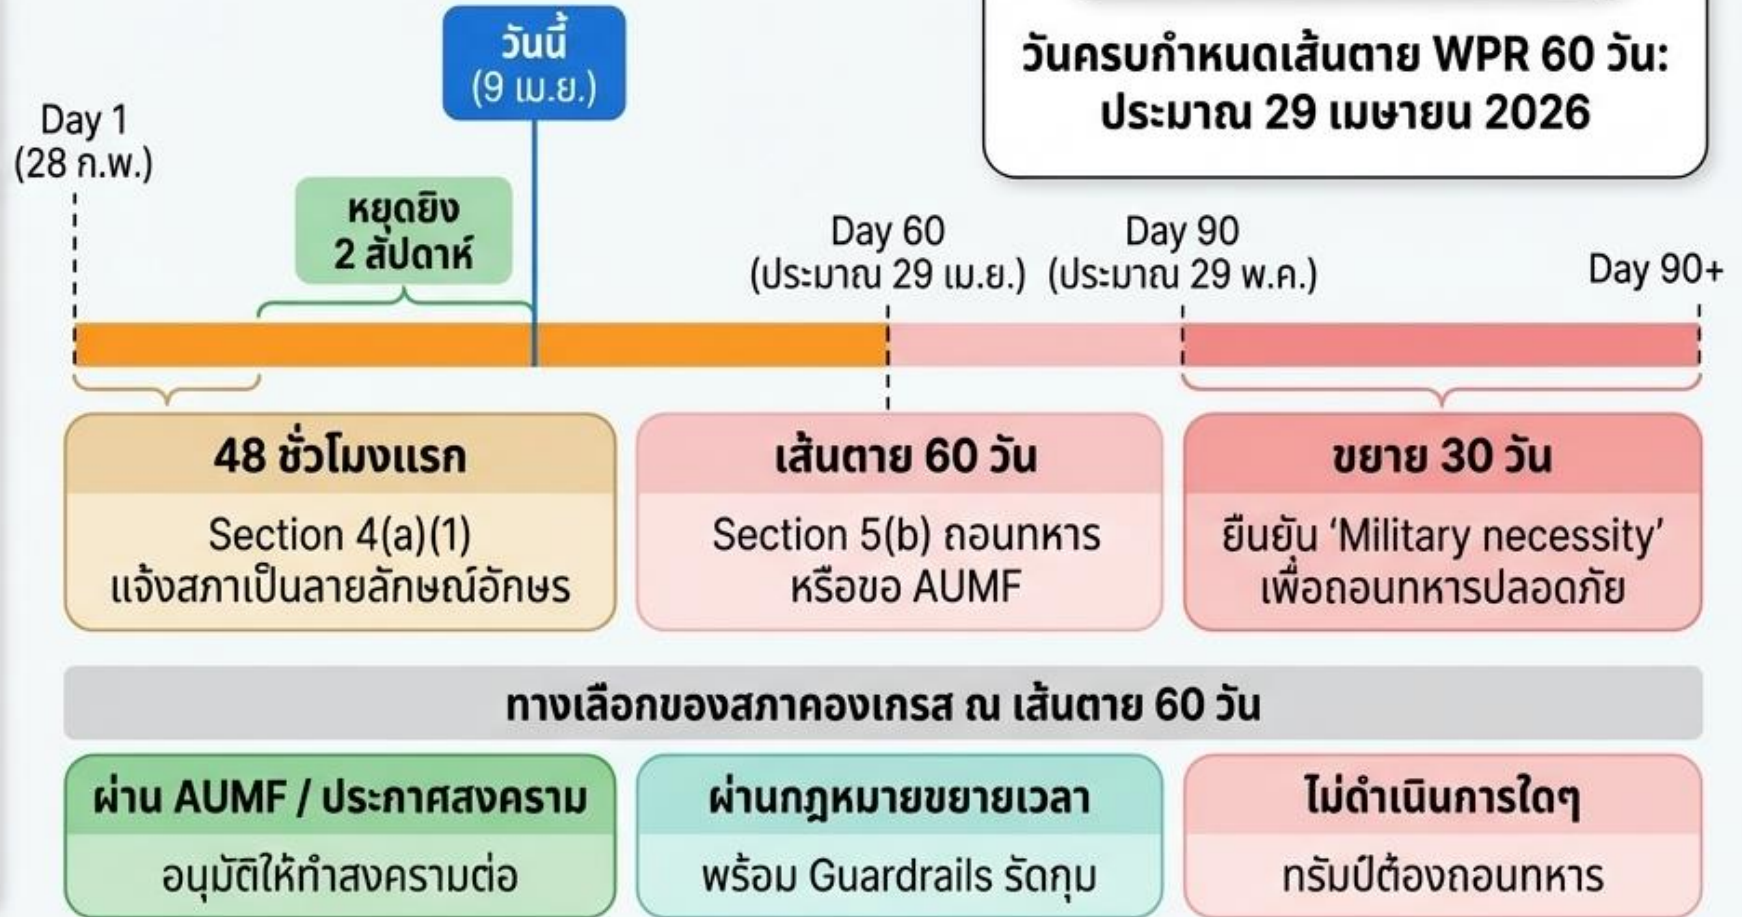 วันนี้
(9 เม.ย.)
วันครบกำหนดเส้นตาย WPR 60 วัน:
ประมาณ 29 เมษายน 2026
Day 1
(28 ก.พ.)
หยุดยิง
2 สัปดาห์
Day 60
(ประมาณ 29 เม.ย.)
Day 90
(ประมาณ 29 พ.ค.)
Day 90+
48 ชั่วโมงแรก
Section 4(a)(1)
แจ้งสภาเป็นลายลักษณ์อักษร
เส้นตาย 60 วัน
Section 5(b) ถอนทหาร
หรือขอ AUMF
ขยาย 30 วัน
ยืนยัน ‘Military necessity’
เพื่อถอนทหารปลอดภัย
ทางเลือกของสภาคองเกรส ณ เส้นตาย 60 วัน
ผ่าน AUMF / ประกาศสงคราม
อนุมัติให้ทำสงครามต่อ
ผ่านกฎหมายขยายเวลา
พร้อม Guardrails รัดกุม
ไม่ดำเนินการใดๆ
ทรัมป์ต้องถอนทหาร